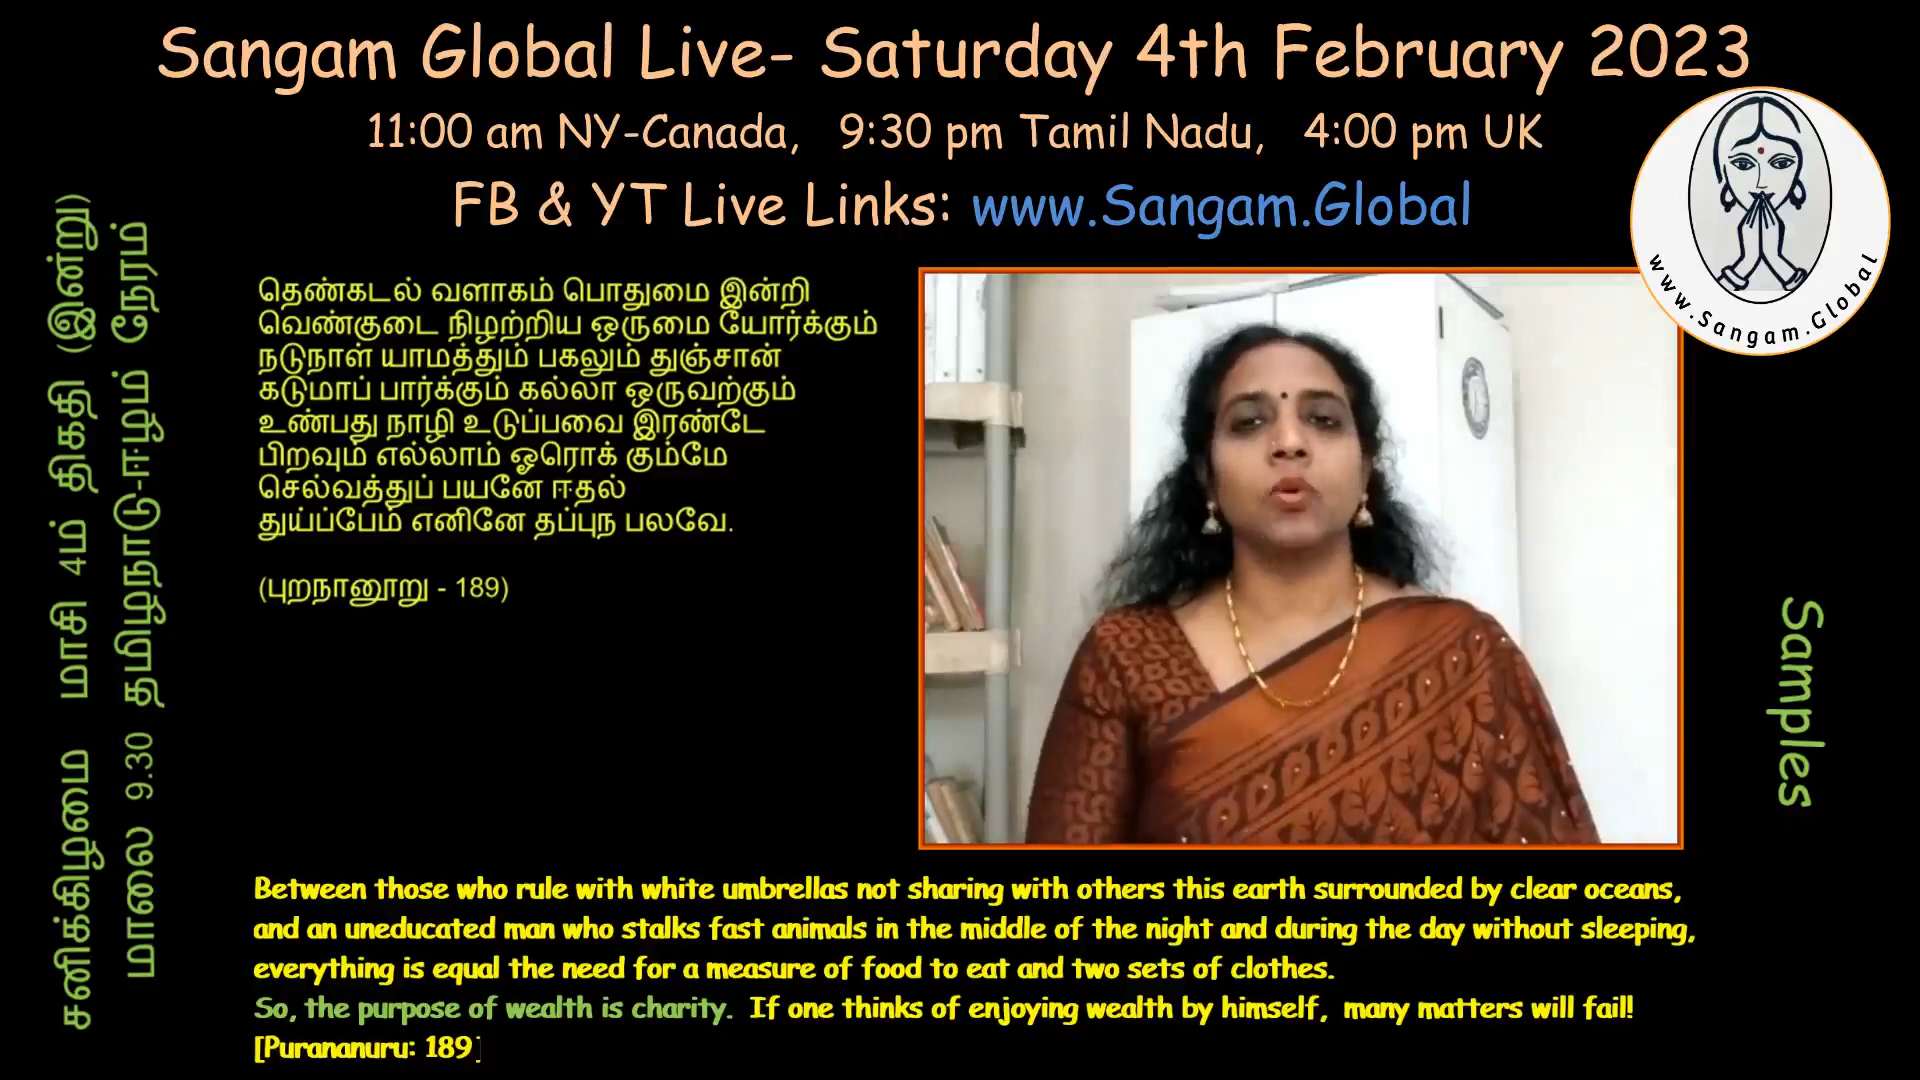 Sangam Global Live- Saturday 4th February 2023
11:00 am NY-Canada, 9:30 pm Tamil Nadu, 4:00 pm UK
FB & YT Live Links: www.Sangam.Global
www.Sangam.Global
சனிக்கிழமை மாசி 4ம் திகதி (இன்று)
மாலை 9.30 தமிழநாடு-ஈழம் நேரம்
தெண்கடல் வளாகம் பொதுமை இன்றி
வெண்குடை நிழற்றிய ஒருமை யோர்க்கும்
நடுநாள் யாமத்தும் பகலும் துஞ்சான்
கடுமாப் பார்க்கும் கல்லா ஒருவற்கும்
உண்பது நாழி உடுப்பவை இரண்டே
பிறவும் எல்லாம் ஓரொக் கும்மே
செல்வத்துப் பயனே ஈதல்
துய்ப்பேம் எனினே தப்புந பலவே.
(புறநானூறு - 189)
Samples
Between those who rule with white umbrellas not sharing with others this earth surrounded by clear oceans,
and an uneducated man who stalks fast animals in the middle of the night and during the day without sleeping,
everything is equal the need for a measure of food to eat and two sets of clothes.
So, the purpose of wealth is charity. If one thinks of enjoying wealth by himself, many matters will fail!
[Purananuru: 189]